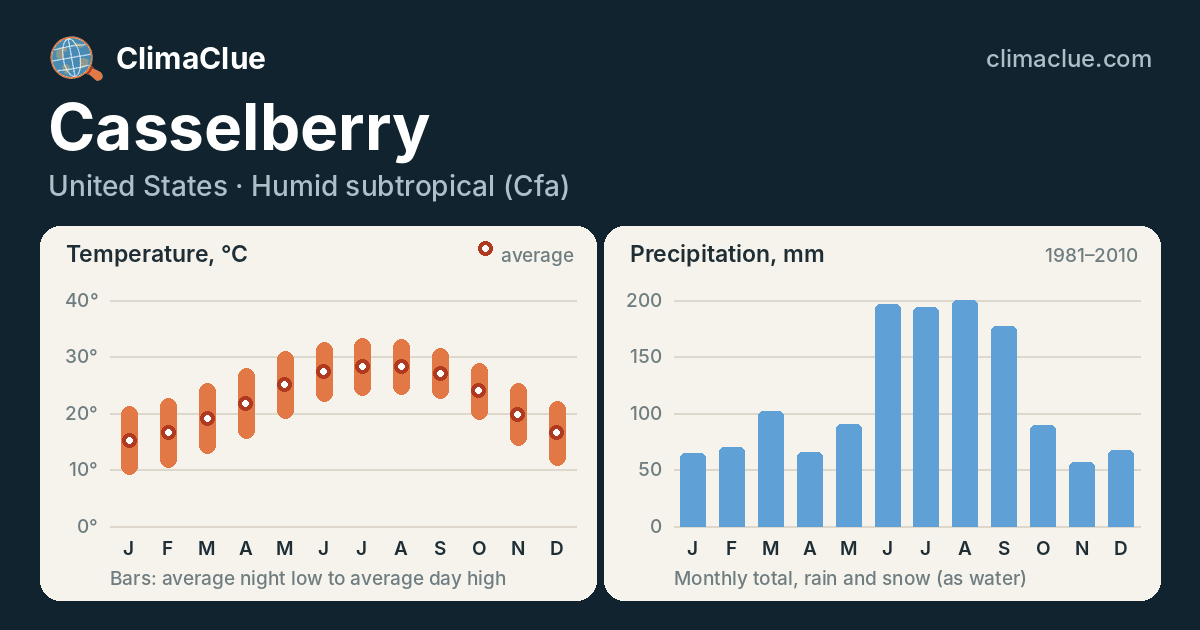 ClimaClue
climaclue.com
Casselberry
United States · Humid subtropical (Cfa)
Temperature, °C
average
40°
30°
20°
10°
0°
J F M A M J J A S O N D
Bars: average night low to average day high
Precipitation, mm
1981–2010
200
150
100
50
0
J F M A M J J A S O N D
Monthly total, rain and snow (as water)